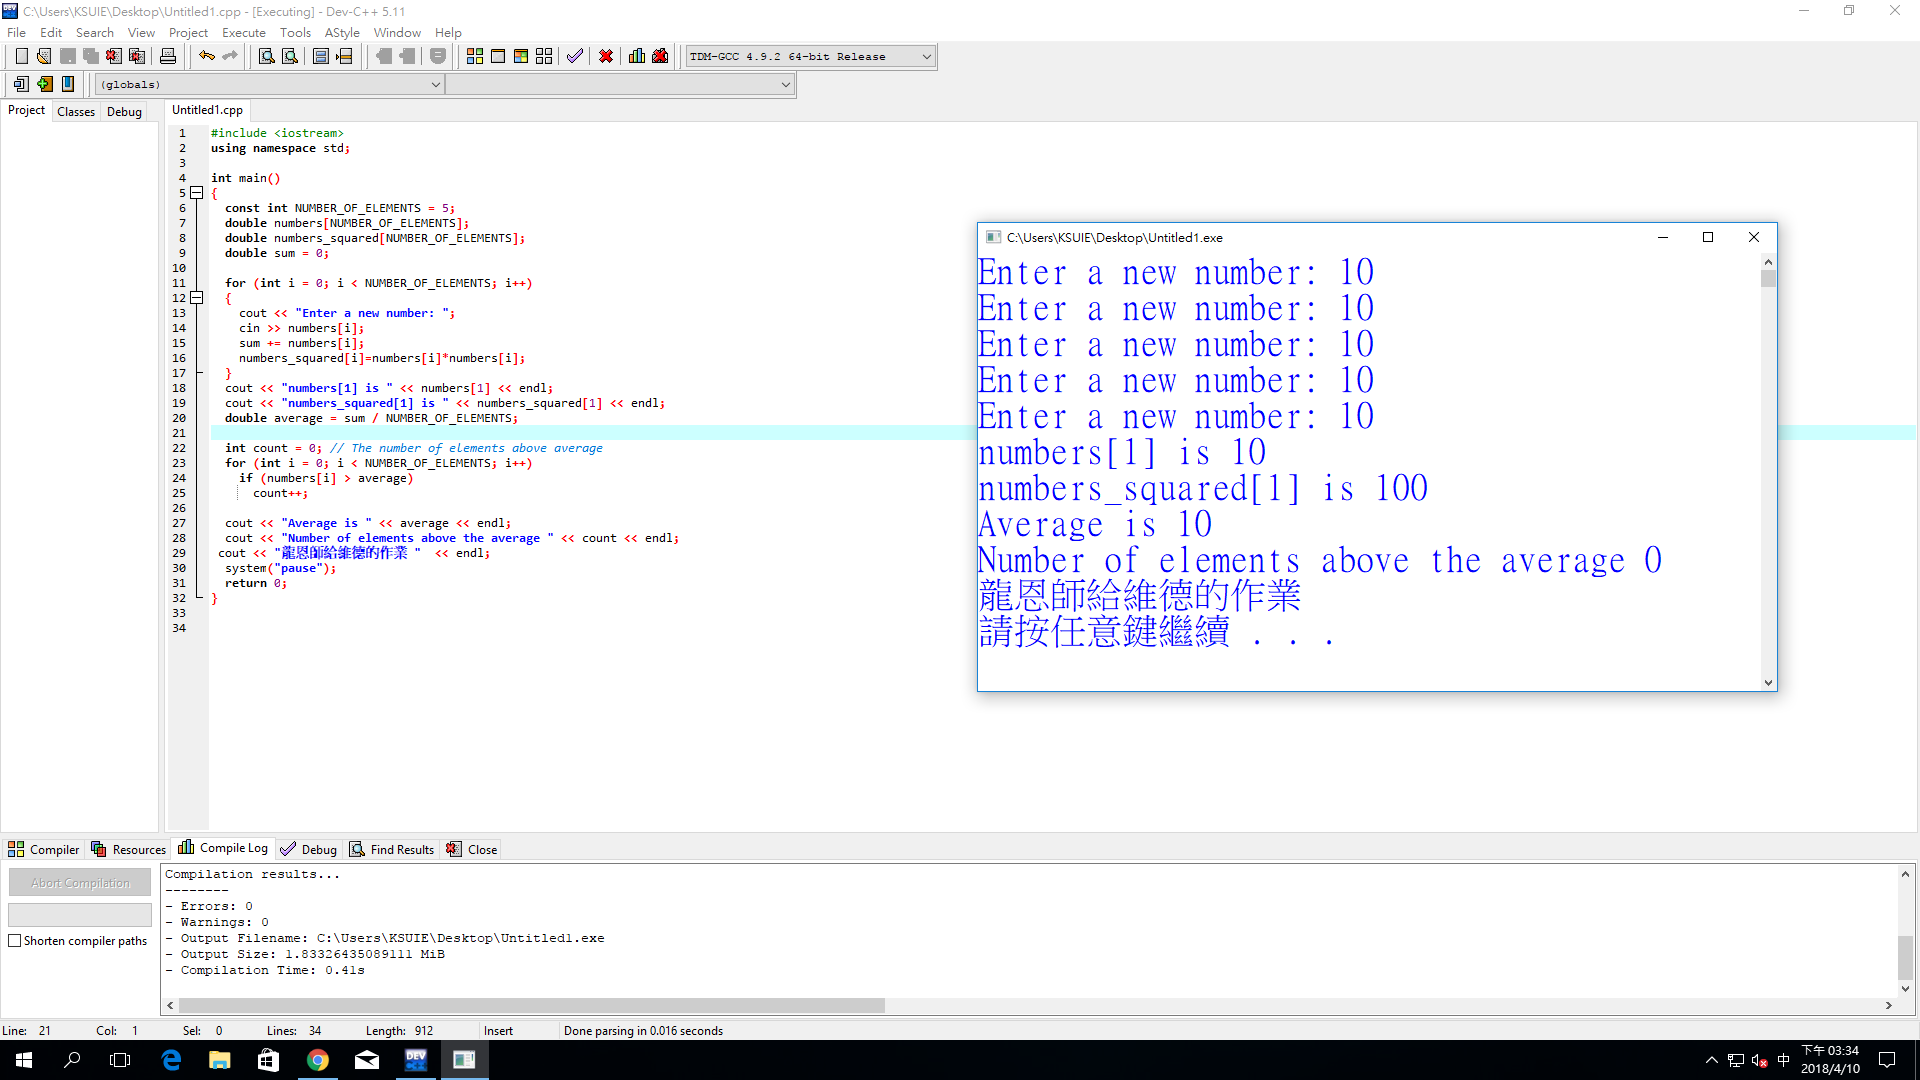 C:\Users\KSUIE\Desktop\Untitled1.cpp - [Executing] - Dev-C++ 5.11
File Edit Search View Project Execute Tools AStyle Window Help
TDM-GCC 4.9.2 64-bit Release
(globals)
Project Classes Debug
Untitled1.cpp
1 #include <iostream>
2 using namespace std;
3
4 int main()
5 {
6 const int NUMBER_OF_ELEMENTS = 5;
7 double numbers[NUMBER_OF_ELEMENTS];
8 double numbers_squared[NUMBER_OF_ELEMENTS];
9 double sum = 0;
10
11 for (int i = 0; i < NUMBER_OF_ELEMENTS; i++)
12 {
13 cout << "Enter a new number: ";
14 cin >> numbers[i];
15 sum += numbers[i];
16 numbers_squared[i]=numbers[i]*numbers[i];
17 }
18 cout << "numbers[1] is " << numbers[1] << endl;
19 cout << "numbers_squared[1] is " << numbers_squared[1] << endl;
20 double average = sum / NUMBER_OF_ELEMENTS;
21
22 int count = 0; // The number of elements above average
23 for (int i = 0; i < NUMBER_OF_ELEMENTS; i++)
24 if (numbers[i] > average)
25 count++;
26
27 cout << "Average is " << average << endl;
28 cout << "Number of elements above the average " << count << endl;
29 cout << "龍恩師給維德的作業 " << endl;
30 system("pause");
31 return 0;
32 }
33
34
C:\Users\KSUIE\Desktop\Untitled1.exe
Enter a new number: 10
Enter a new number: 10
Enter a new number: 10
Enter a new number: 10
Enter a new number: 10
numbers[1] is 10
numbers_squared[1] is 100
Average is 10
Number of elements above the average 0
龍恩師給維德的作業
請按任意鍵繼續 . . .
Compiler Resources Compile Log Debug Find Results Close
Abort Compilation
Shorten compiler paths
Compilation results...
--------
- Errors: 0
- Warnings: 0
- Output Filename: C:\Users\KSUIE\Desktop\Untitled1.exe
- Output Size: 1.83326435089111 MiB
- Compilation Time: 0.41s
Line: 21 Col: 1 Sel: 0 Lines: 34 Length: 912 Insert Done parsing in 0.016 seconds
DEV
中
下午 03:34
2018/4/10